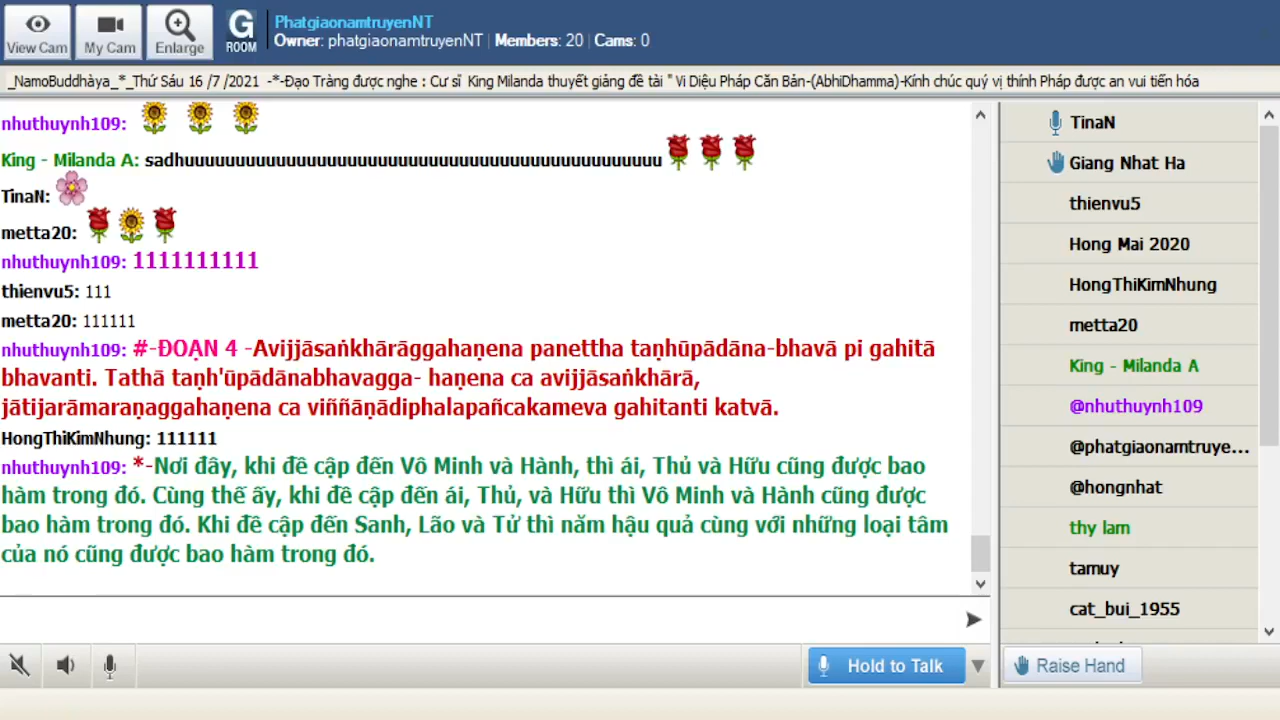 View Cam
My Cam
Enlarge
G
ROOM
PhatgiaonamtruyenNT
Owner: phatgiaonamtruyenNT | Members: 20 | Cams: 0
_NamoBuddhàya_*_Thứ Sáu 16 /7 /2021 -*-Đạo Tràng được nghe : Cư sĩ King Milanda thuyết giảng đề tài " Vi Diệu Pháp Căn Bản-(AbhiDhamma)-Kính chúc quý vị thính Pháp được an vui tiến hóa
nhuthuynh109:
King - Milanda A: sadhuuuuuuuuuuuuuuuuuuuuuuuuuuuuuuuuuuuuuuuuuuuuuuu
TinaN:
metta20:
nhuthuynh109: 1111111111
thienvu5: 111
metta20: 111111
nhuthuynh109: #-ĐOẠN 4 -Avijjāsaṅkhārāggahaṇena panettha taṇhūpādāna-bhavā pi gahitā
bhavanti. Tathā taṇh'ūpādānabhavagga- haṇena ca avijjāsaṅkhārā,
jātijarāmaraṇaggahaṇena ca viññāṇādiphalapañcakameva gahitanti katvā.
HongThiKimNhung: 111111
nhuthuynh109: *-Nơi đây, khi đề cập đến Vô Minh và Hành, thì ái, Thủ và Hữu cũng được bao
hàm trong đó. Cùng thế ấy, khi đề cập đến ái, Thủ, và Hữu thì Vô Minh và Hành cũng được
bao hàm trong đó. Khi đề cập đến Sanh, Lão và Tử thì năm hậu quả cùng với những loại tâm
của nó cũng được bao hàm trong đó.
TinaN
Giang Nhat Ha
thienvu5
Hong Mai 2020
HongThiKimNhung
metta20
King - Milanda A
@nhuthuynh109
@phatgiaonamtruye...
@hongnhat
thy lam
tamuy
cat_bui_1955
Hold to Talk
Raise Hand